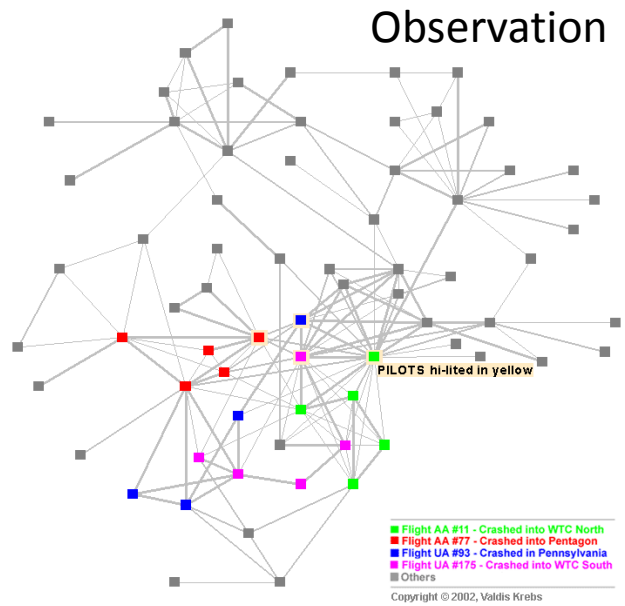 Observation
PILOTS hi-lited in yellow
Flight AA #11 - Crashed into WTC North
Flight AA #77 - Crashed into Pentagon
Flight UA #93 - Crashed in Pennsylvania
Flight UA #175 - Crashed into WTC South
Others
Copyright © 2002, Valdis Krebs